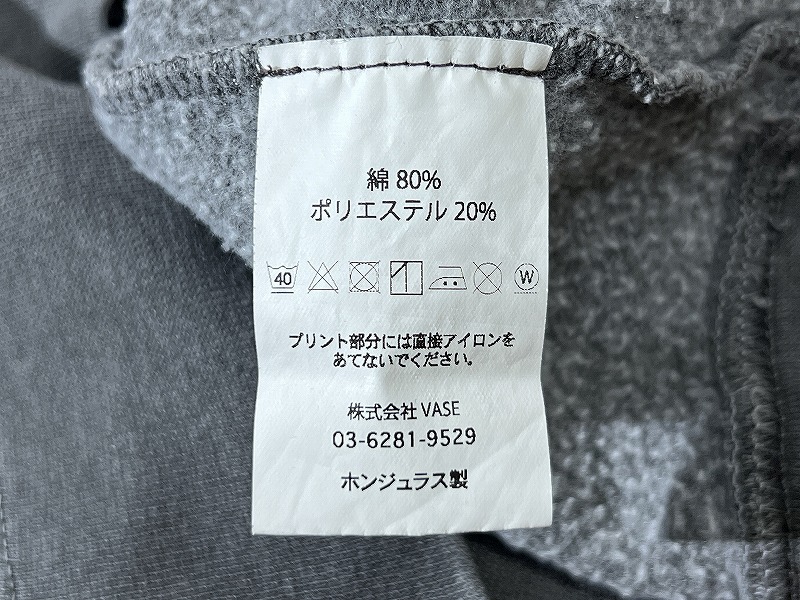 綿 80%
ポリエステル 20%
40
W
プリント部分には直接アイロンを
あてないでください。
株式会社 VASE
03-6281-9529
ホンジュラス製